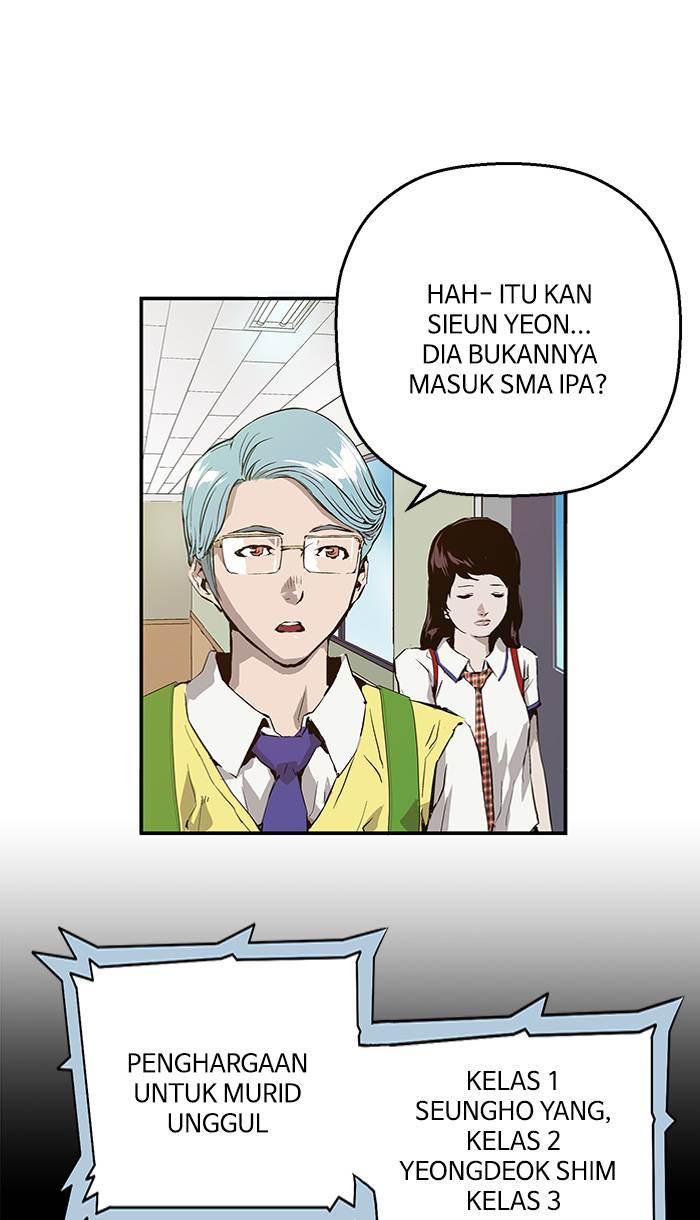 HAH- ITU KAN
SIEUN YEON...
DIA BUKANNYA
MASUK SMA IPA?
PENGHARGAAN
UNTUK MURID
UNGGUL
KELAS 1
SEUNGHO YANG,
KELAS 2
YEONGDEOK SHIM
KELAS 3